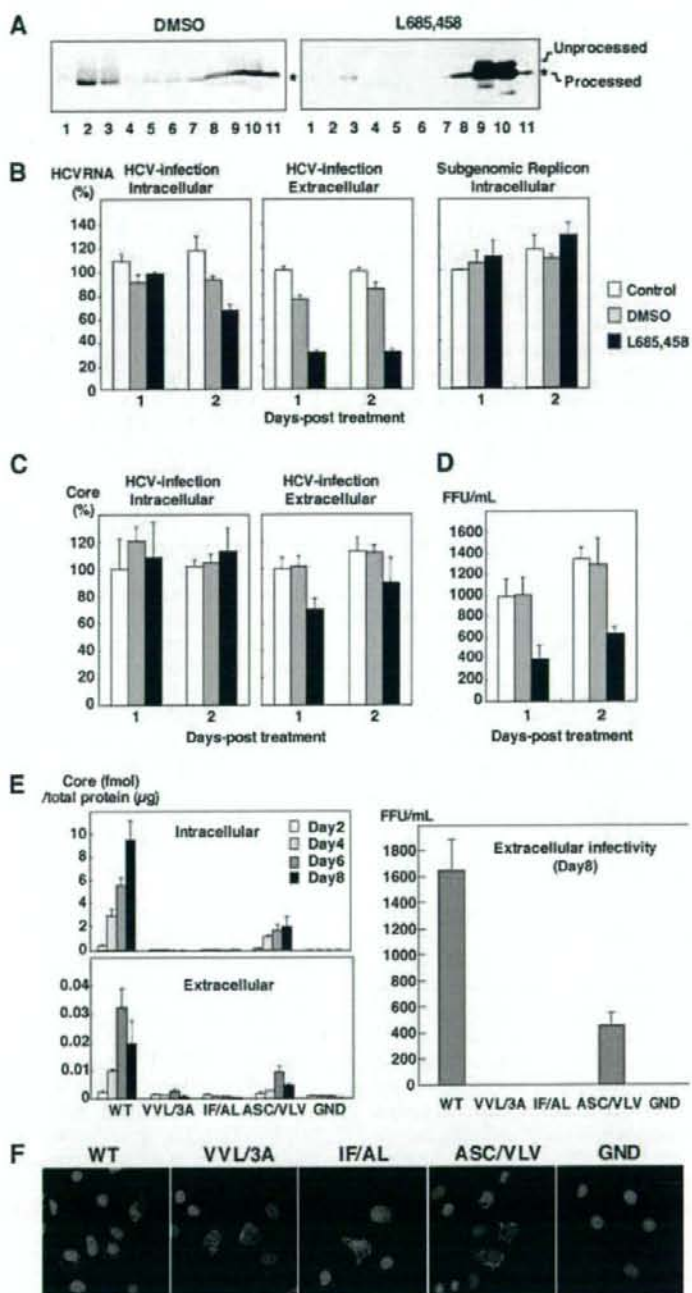 A
DMSO L685,458
Unprocessed
* *
Processed
1 2 3 4 5 6 7 8 9 10 11 1 2 3 4 5 6 7 8 9 10 11
B
HCV RNA (%)
HCV-infection Intracellular
HCV-infection Extracellular
Subgenomic Replicon Intracellular
140
120
100
80
60
40
20
0
1 2 1 2 1 2
Days-post treatment
Control
DMSO
L685,458
C
Core (%)
HCV-infection Intracellular
HCV-infection Extracellular
120
100
80
60
40
20
0
1 2 1 2
Days-post treatment
D
FFU/mL
1600
1400
1200
1000
800
600
400
200
0
1 2
Days-post treatment
E
Core (fmol)
/total protein (µg)
Intracellular
Day2
Day4
Day6
Day8
10
8
6
4
2
0
Extracellular
0.04
0.03
0.02
0.01
0
WT VVL/3A IF/AL ASC/VLV GND
FFU/mL
Extracellular infectivity
(Day8)
1800
1600
1400
1200
1000
800
600
400
200
0
WT VVL/3A IF/AL ASC/VLV GND
F
WT VVL/3A IF/AL ASC/VLV GND